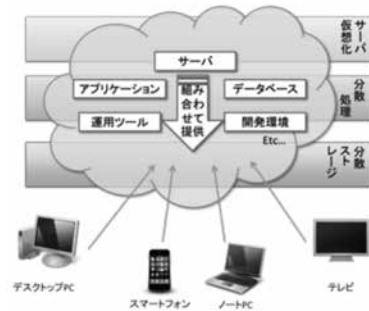 サーバ
仮想化
サーバ
アプリケーション
組み
合わ
せて
提供
データベース
分散
処理
運用ツール
開発環境
Etc...
分散
スト
レージ
デスクトップPC
スマートフォン
ノートPC
テレビ